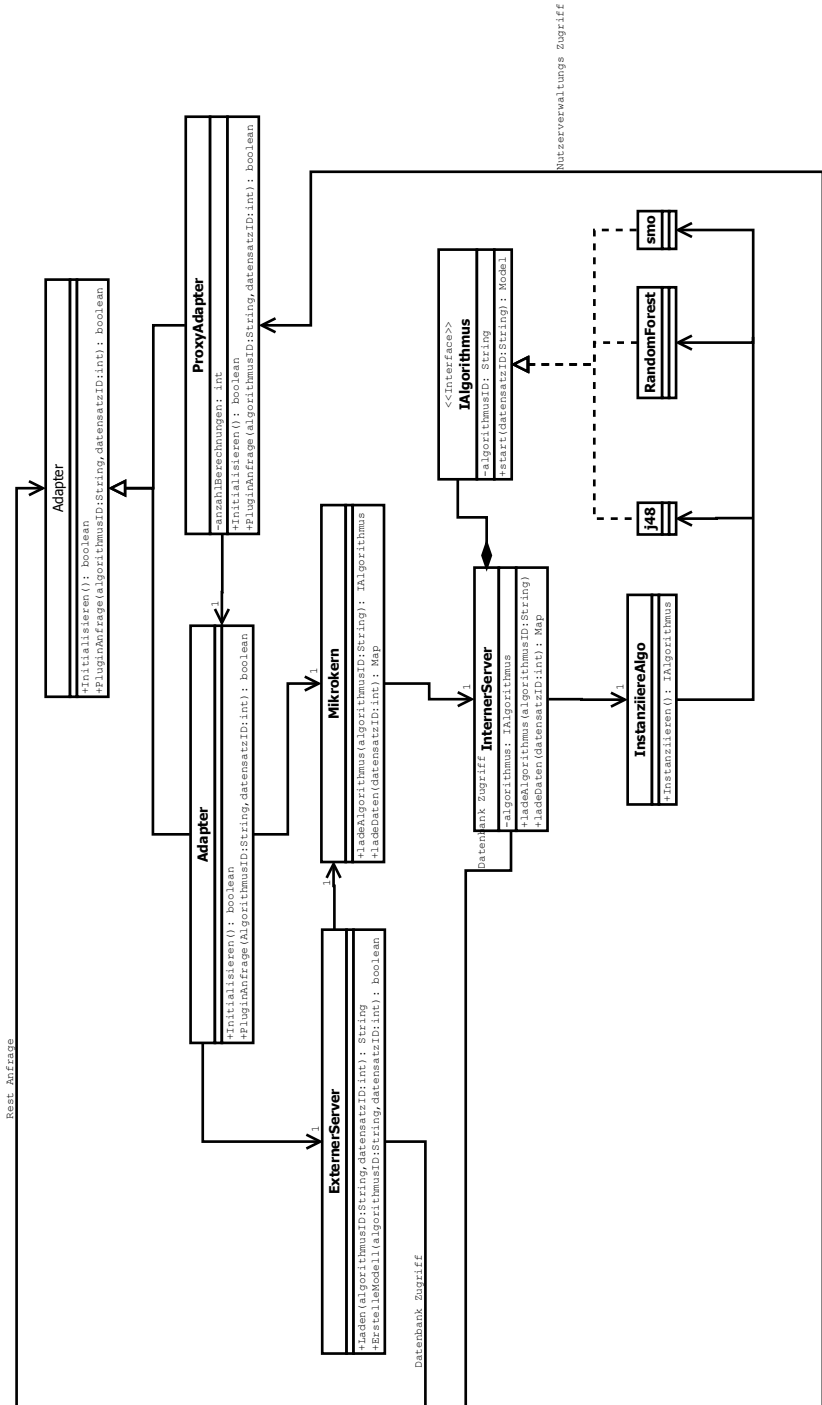 Rest Anfrage
Adapter
+Initialisieren(): boolean
+PluginAnfrage(algorithmusID:String,datensatzID:int): boolean
ProxyAdapter
-anzahlBerechnungen: int
+Initialisieren(): boolean
+PluginAnfrage(algorithmusID:String,datensatzID:int): boolean
1
Adapter
+Initialisieren(): boolean
+PluginAnfrage(AlgorithmusID:String,datensatzID:int): boolean
1
ExternerServer
+Laden(algorithmusID:String,datensatzID:int): String
+ErstelleModell(algorithmusID:String,datensatzID:int): boolean
1
1
Mikrokern
+ladeAlgorithmus(algorithmusID:String): IAlgorithmus
+ladeDaten(datensatzID:int): Map
Datenbank Zugriff
<<Interface>>
IAlgorithmus
-algorithmusID: String
+start(datensatzID:String): Model
1
Datenbank Zugriff
InternerServer
-algorithmus: IAlgorithmus
+ladeAlgorithmus(algorithmusID:String)
+ladeDaten(datensatzID:int): Map
Nutzerverwaltungs Zugriff
1
InstanziiereAlgo
+Instanziieren(): IAlgorithmus
j48
RandomForest
smo